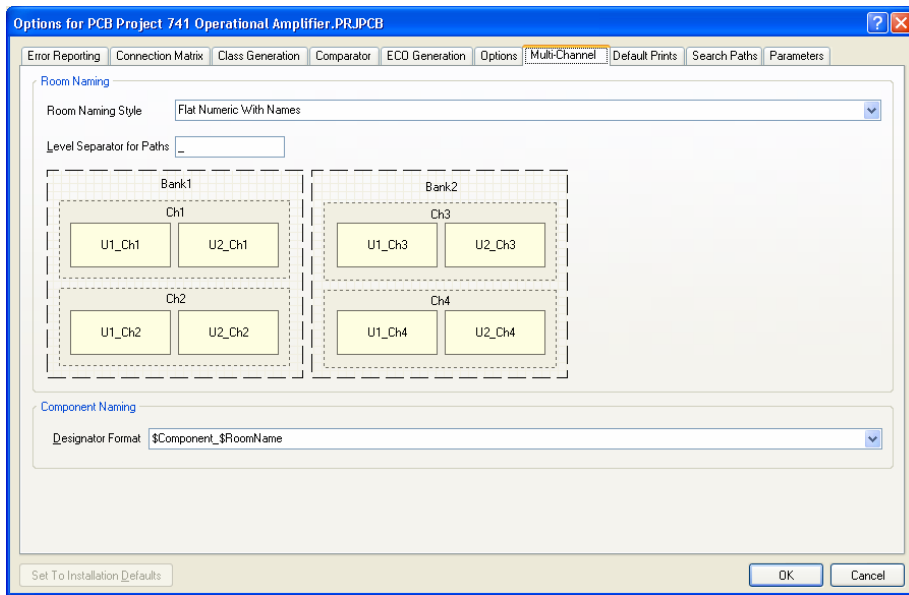 Options for PCB Project 741 Operational Amplifier.PRJPCB
Error Reporting Connection Matrix Class Generation Comparator ECO Generation Options Multi-Channel Default Prints Search Paths Parameters
Room Naming
Room Naming Style Flat Numeric With Names
Level Separator for Paths _
Bank1 Bank2
Ch1 Ch3
U1_Ch1 U2_Ch1 U1_Ch3 U2_Ch3
Ch2 Ch4
U1_Ch2 U2_Ch2 U1_Ch4 U2_Ch4
Component Naming
Designator Format $Component_$RoomName
Set To Installation Defaults OK Cancel